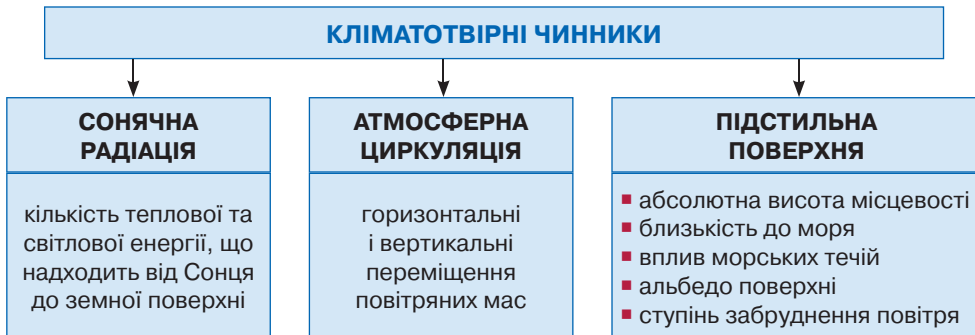 КЛІМАТОТВІРНІ ЧИННИКИ
СОНЯЧНА
РАДІАЦІЯ
кількість теплової та
світлової енергії, що
надходить від Сонця
до земної поверхні
АТМОСФЕРНА
ЦИРКУЛЯЦІЯ
горизонтальні
і вертикальні
переміщення
повітряних мас
ПІДСТИЛЬНА
ПОВЕРХНЯ
абсолютна висота місцевості
близькість до моря
вплив морських течій
альбедо поверхні
ступінь забруднення повітря